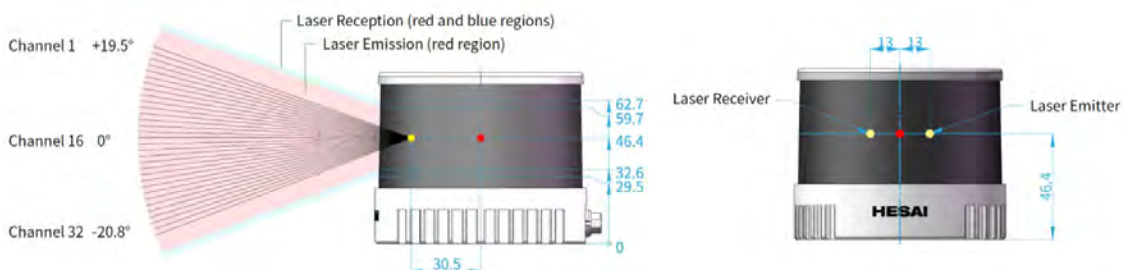 Laser Reception (red and blue regions)
Laser Emission (red region)
Channel 1 +19.5°
Channel 16 0°
Channel 32 -20.8°
62.7
59.7
46.4
32.6
29.5
0
30.5
13 13
Laser Receiver
Laser Emitter
46.4
HESAI